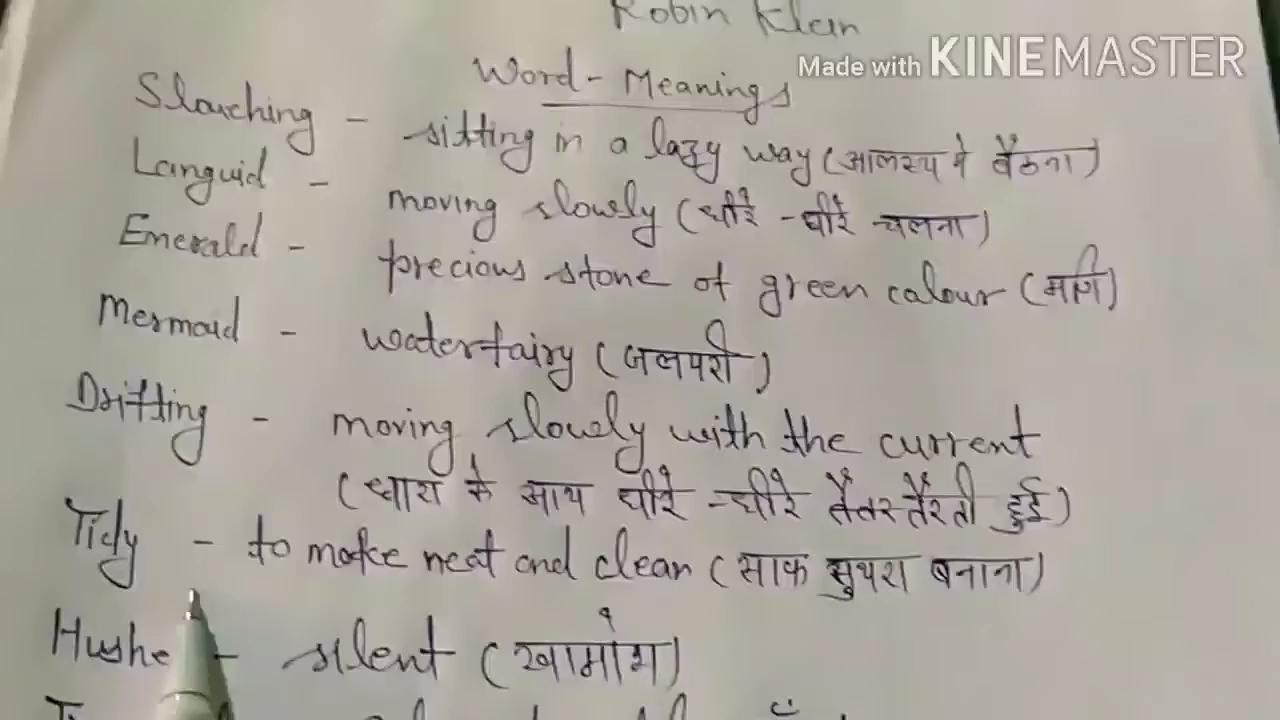 Robin Klein
Made with KINEMASTER
Word-Meanings
Slouching - sitting in a lazy way (आलस्य मे बैठना)
Languid - moving slowly (धीरे -धीरे चलना)
Emerald - precious stone of green colour (मणि)
Mermaid - waterfairy (जलपरी)
Drifting - moving slowly with the current
(धारा के साथ धीरे -धीरे तैरती हुई)
Tidy - to make neat and clean (साफ सुथरा बनाना)
Hushe - silent (खामोश)